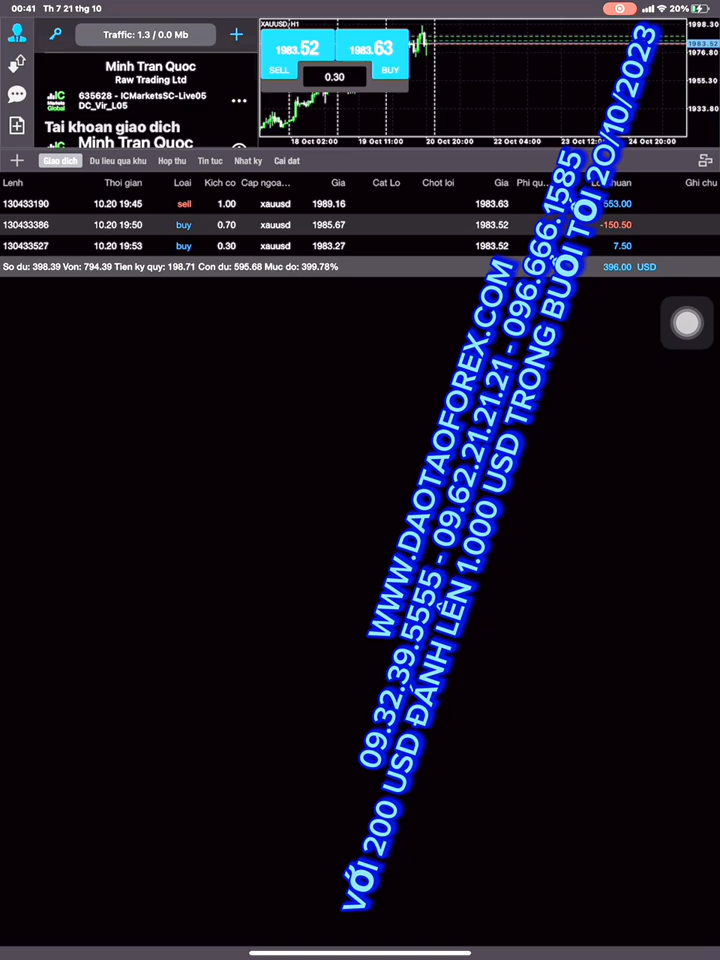 00:41 Th 7 21 thg 10
20%
Traffic: 1.3 / 0.0 Mb
Minh Tran Quoc
Raw Trading Ltd
IC Markets Global
635628 - ICMarketsSC-Live05
DC_Vir_L05
Tai khoan giao dich
Minh Tran Quoc
XAUUSD,H1
1983.52 1983.63
SELL 0.30 BUY
1998.30
1983.52
1976.80
1955.30
1933.80
18 Oct 02:00 19 Oct 11:00 20 Oct 20:00 22 Oct 04:00 23 Oct 12:00 24 Oct 20:00
Giao dich Du lieu qua khu Hop thu Tin tuc Nhat ky Cai dat
Lenh Thoi gian Loai Kich co Cap ngoa... Gia Cat Lo Chot loi Gia Phi qu... Ghi chu
130433190 10.20 19:45 sell 1.00 xauusd 1989.16 1983.63 553.00
130433386 10.20 19:50 buy 0.70 xauusd 1985.67 1983.52 -150.50
130433527 10.20 19:53 buy 0.30 xauusd 1983.27 1983.52 7.50
So du: 398.39 Von: 794.39 Tien ky quy: 198.71 Con du: 595.68 Muc do: 399.78% 396.00 USD
WWW.DAOTAOFOREX.COM
09.32.39.5555 - 09.62.21.21.21 - 096.666.1585
VỚI 200 USD ĐÁNH LÊN 1.000 USD TRONG BUỔI TỐI 20/10/2023